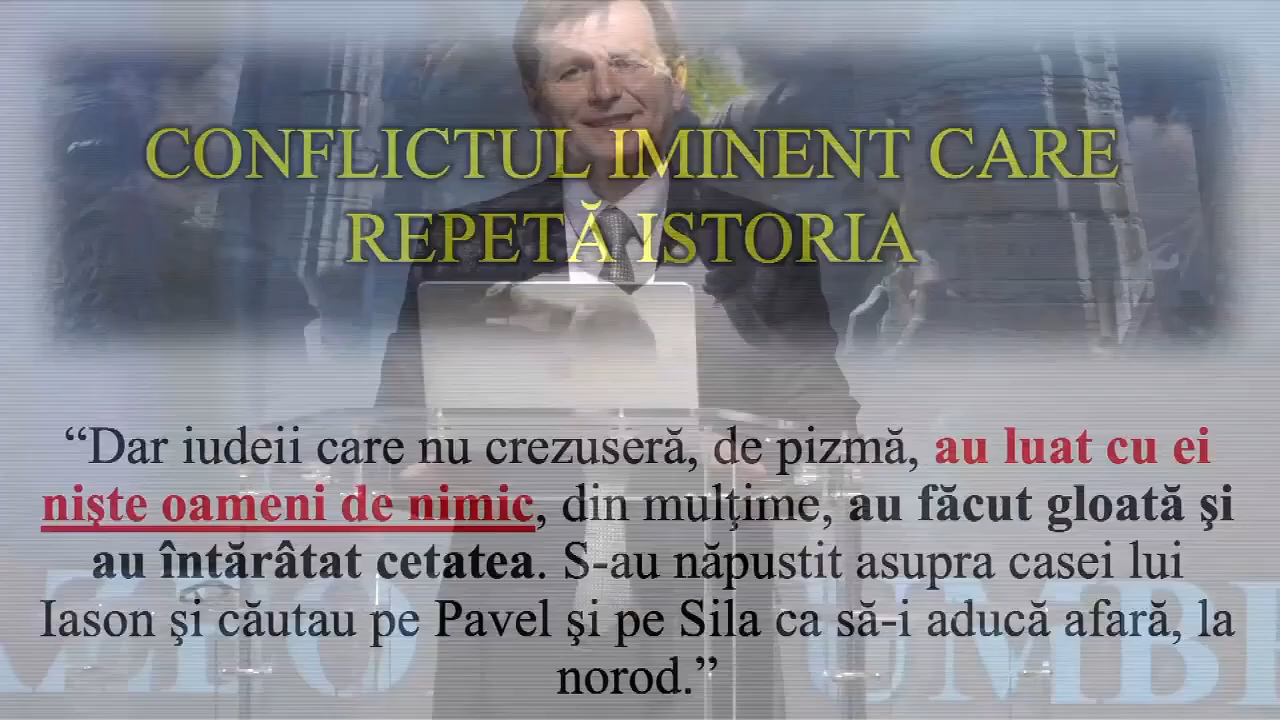 CONFLICTUL IMINENT CARE
REPETĂ ISTORIA
“Dar iudeii care nu crezuseră, de pizmă, au luat cu ei
nişte oameni de nimic, din mulţime, au făcut gloată şi
au întărâtat cetatea. S-au năpustit asupra casei lui
Iason şi căutau pe Pavel şi pe Sila ca să-i aducă afară, la
norod.”